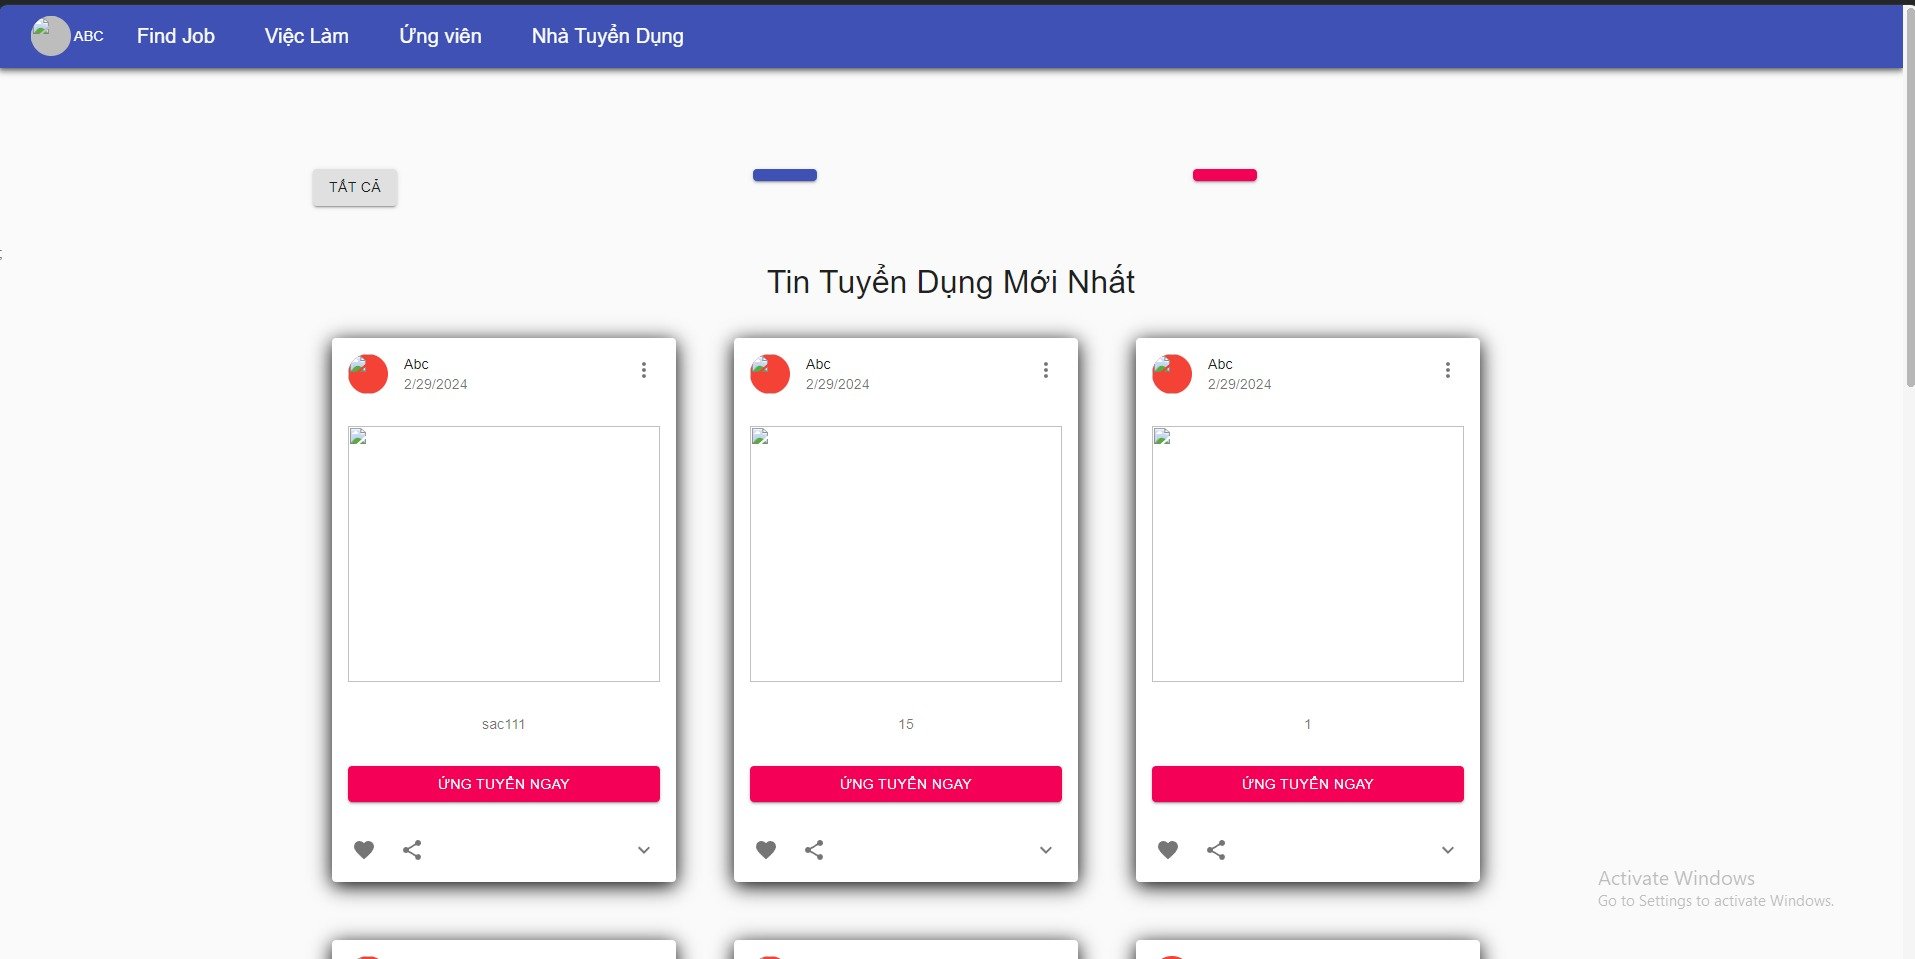 ABC Find Job Việc Làm Ứng viên Nhà Tuyển Dụng
TẤT CẢ
;
Tin Tuyển Dụng Mới Nhất
Abc
2/29/2024
sac111
ỨNG TUYỂN NGAY
Abc
2/29/2024
15
ỨNG TUYỂN NGAY
Abc
2/29/2024
1
ỨNG TUYỂN NGAY
Activate Windows
Go to Settings to activate Windows.